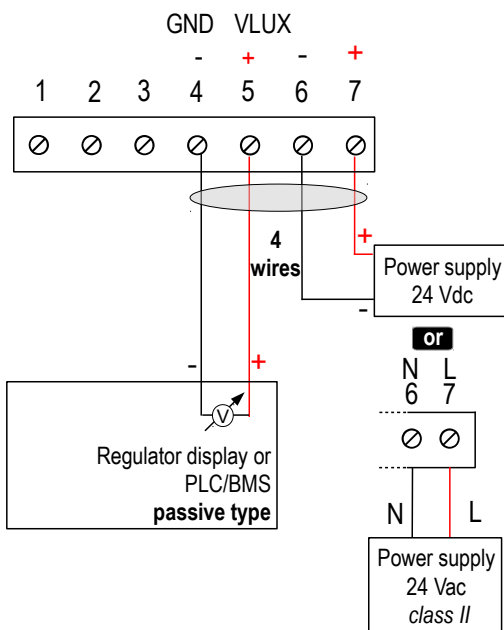 GND VLUX
- + - +
1 2 3 4 5 6 7
4
wires
+
Power supply
24 Vdc
-
or
N L
6 7
- +
V
Regulator display or
PLC/BMS
passive type
N L
Power supply
24 Vac
class II